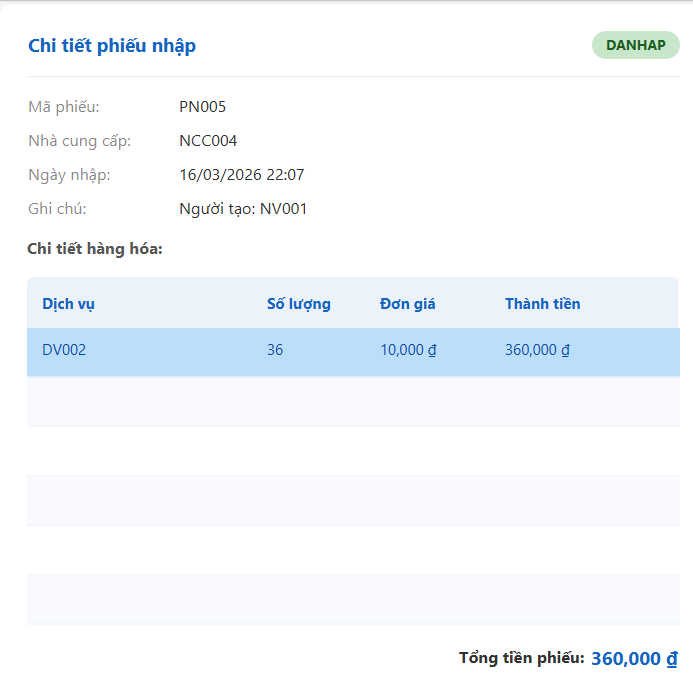 Chi tiết phiếu nhập DANHAP
Mã phiếu: PN005
Nhà cung cấp: NCC004
Ngày nhập: 16/03/2026 22:07
Ghi chú: Người tạo: NV001
Chi tiết hàng hóa:
Dịch vụ Số lượng Đơn giá Thành tiền
DV002 36 10,000 ₫ 360,000 ₫
Tổng tiền phiếu: 360,000 ₫